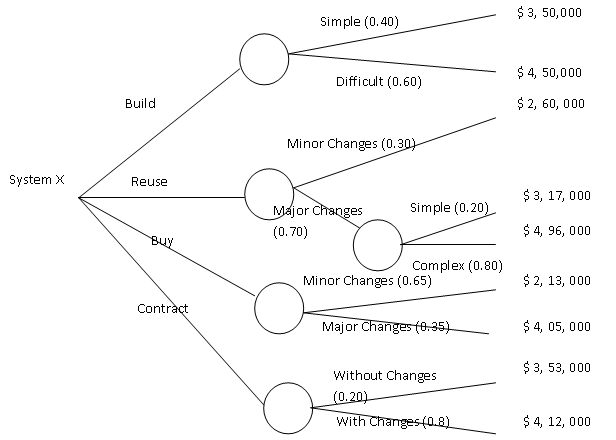 Simple (0.40)
$ 3, 50,000
Difficult (0.60)
$ 4, 50,000
Build
$ 2, 60, 000
Minor Changes (0.30)
System X
Reuse
Major Changes
(0.70)
Simple (0.20)
$ 3, 17, 000
$ 4, 96, 000
Buy
Complex (0.80)
Minor Changes (0.65)
$ 2, 13, 000
Contract
Major Changes (0.35)
$ 4, 05, 000
Without Changes
(0.20)
$ 3, 53, 000
With Changes (0.8)
$ 4, 12, 000